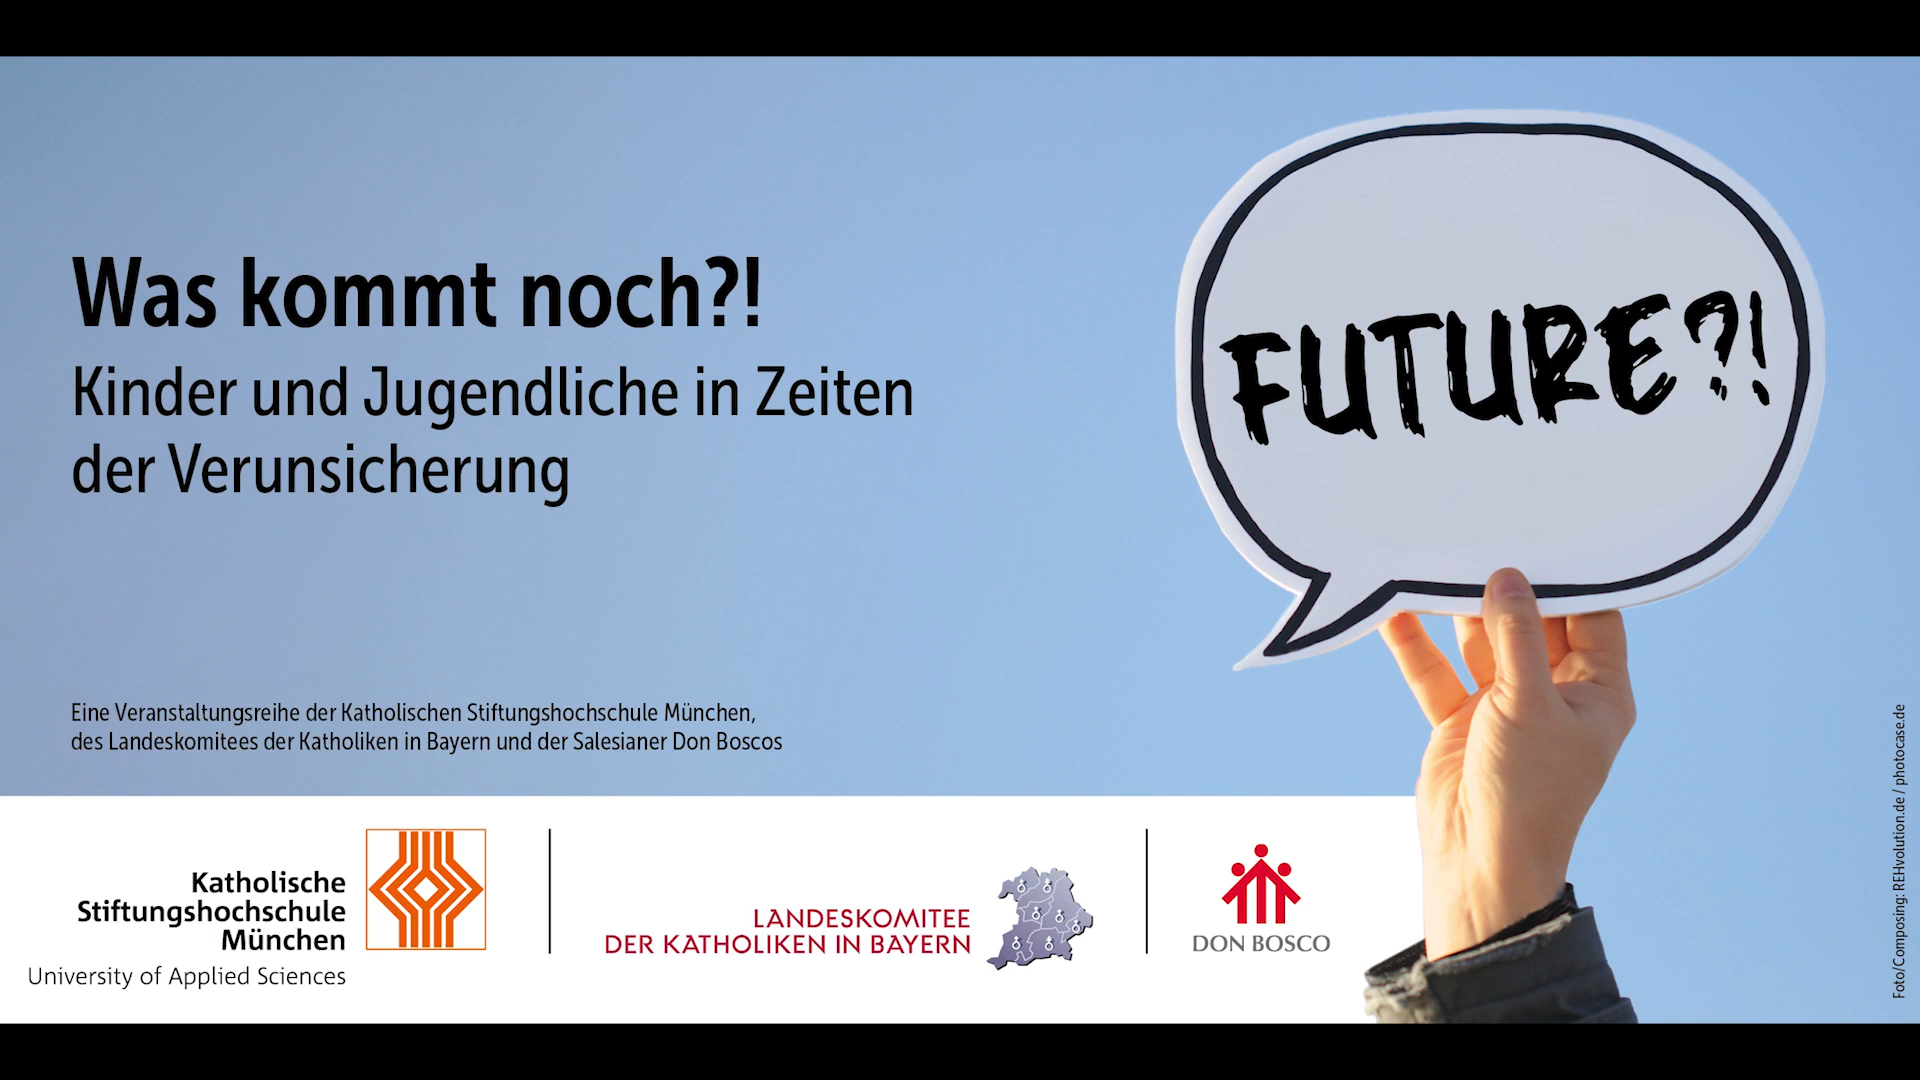 Was kommt noch?!
Kinder und Jugendliche in Zeiten
der Verunsicherung
FUTURE?!
Eine Veranstaltungsreihe der Katholischen Stiftungshochschule München,
des Landeskomitees der Katholiken in Bayern und der Salesianer Don Boscos
Katholische
Stiftungshochschule
München
University of Applied Sciences
LANDESKOMITEE
DER KATHOLIKEN IN BAYERN
DON BOSCO
Foto/Composing: REHvolution.de / photocase.de